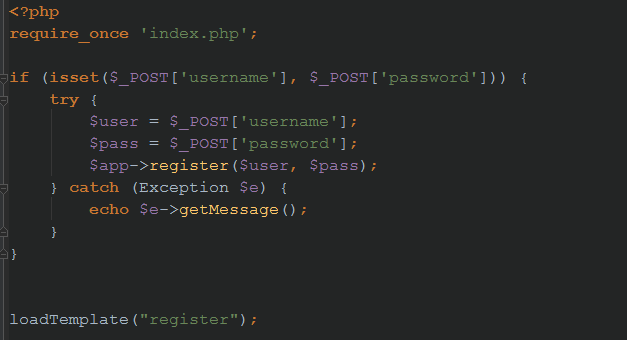 <?php
require_once 'index.php';
if (isset($_POST['username'], $_POST['password'])) {
try {
$user = $_POST['username'];
$pass = $_POST['password'];
$app->register($user, $pass);
} catch (Exception $e) {
echo $e->getMessage();
}
}
loadTemplate("register");